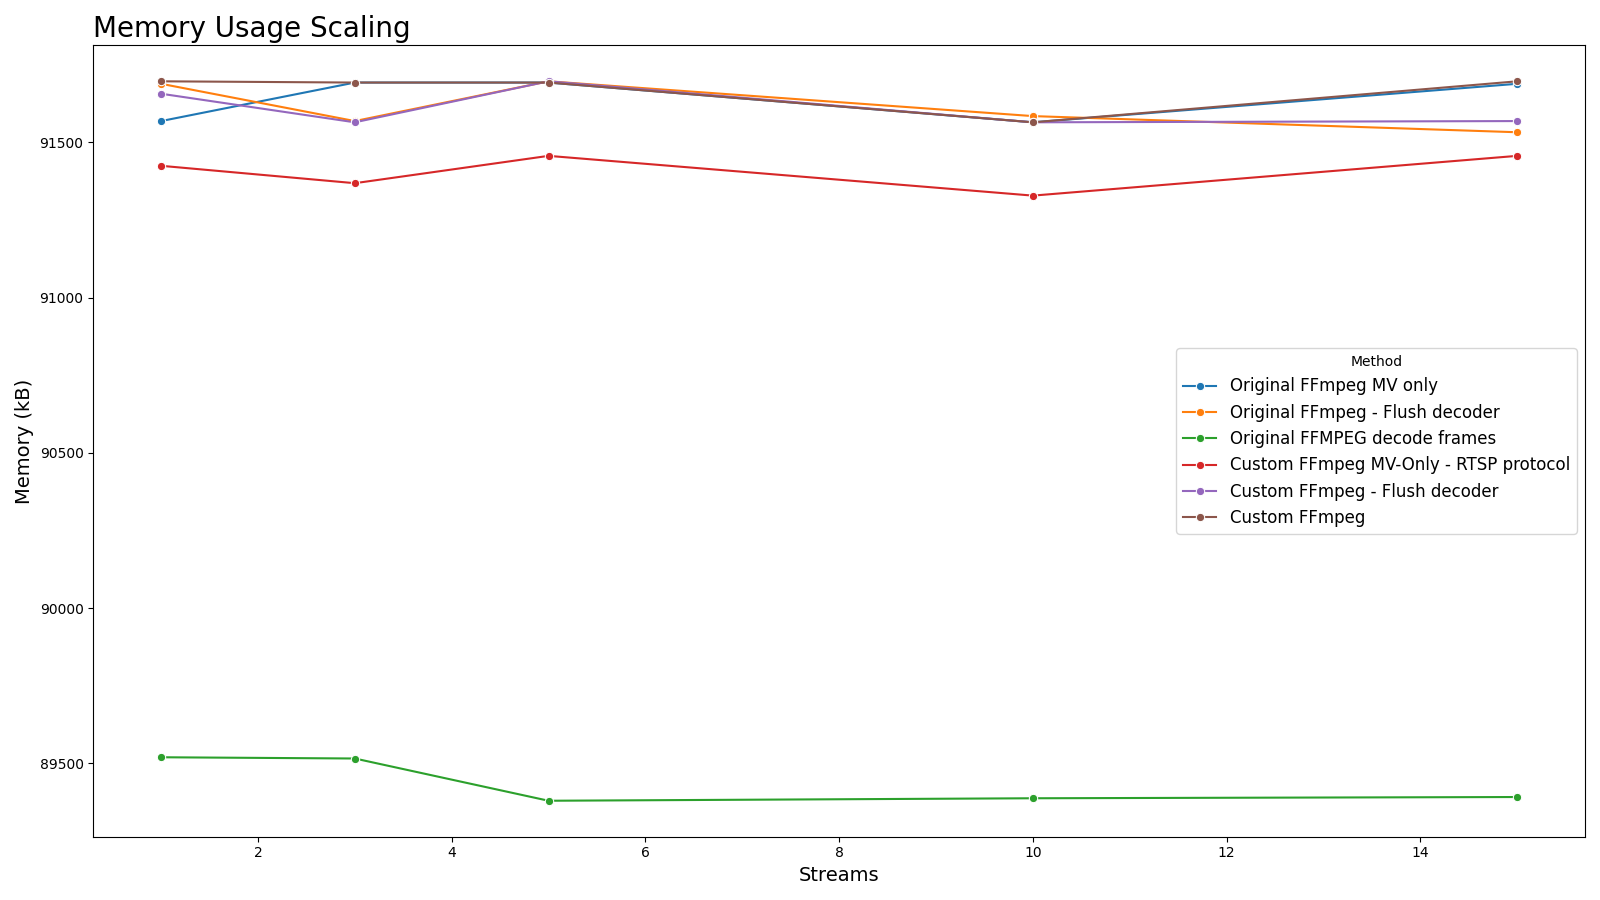 Memory Usage Scaling
Memory (kB)
91500
91000
90500
90000
89500
Method
Original FFmpeg MV only
Original FFmpeg - Flush decoder
Original FFMPEG decode frames
Custom FFmpeg MV-Only - RTSP protocol
Custom FFmpeg - Flush decoder
Custom FFmpeg
2 4 6 8 10 12 14
Streams